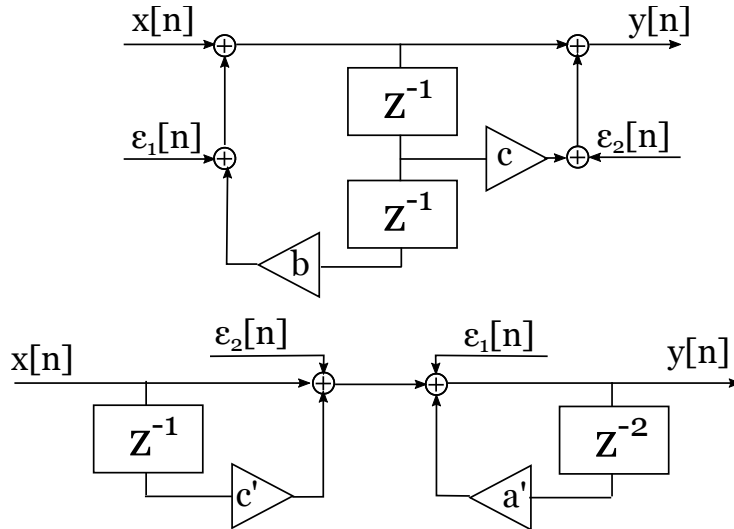 x[n]
y[n]
z⁻¹
ε₁[n]
c
ε₂[n]
z⁻¹
b
ε₂[n]
ε₁[n]
x[n]
y[n]
z⁻¹
z⁻²
c'
a'